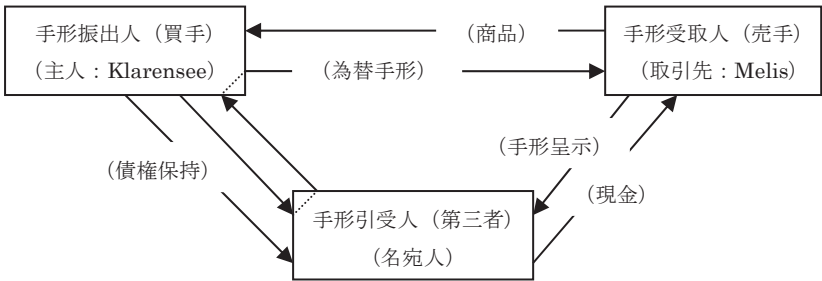 手形振出人（買手）
（主人：Klarensee）
（商品）
（為替手形）
手形受取人（売手）
（取引先：Melis）
（債権保持）
（手形呈示）
（現金）
手形引受人（第三者）
（名宛人）